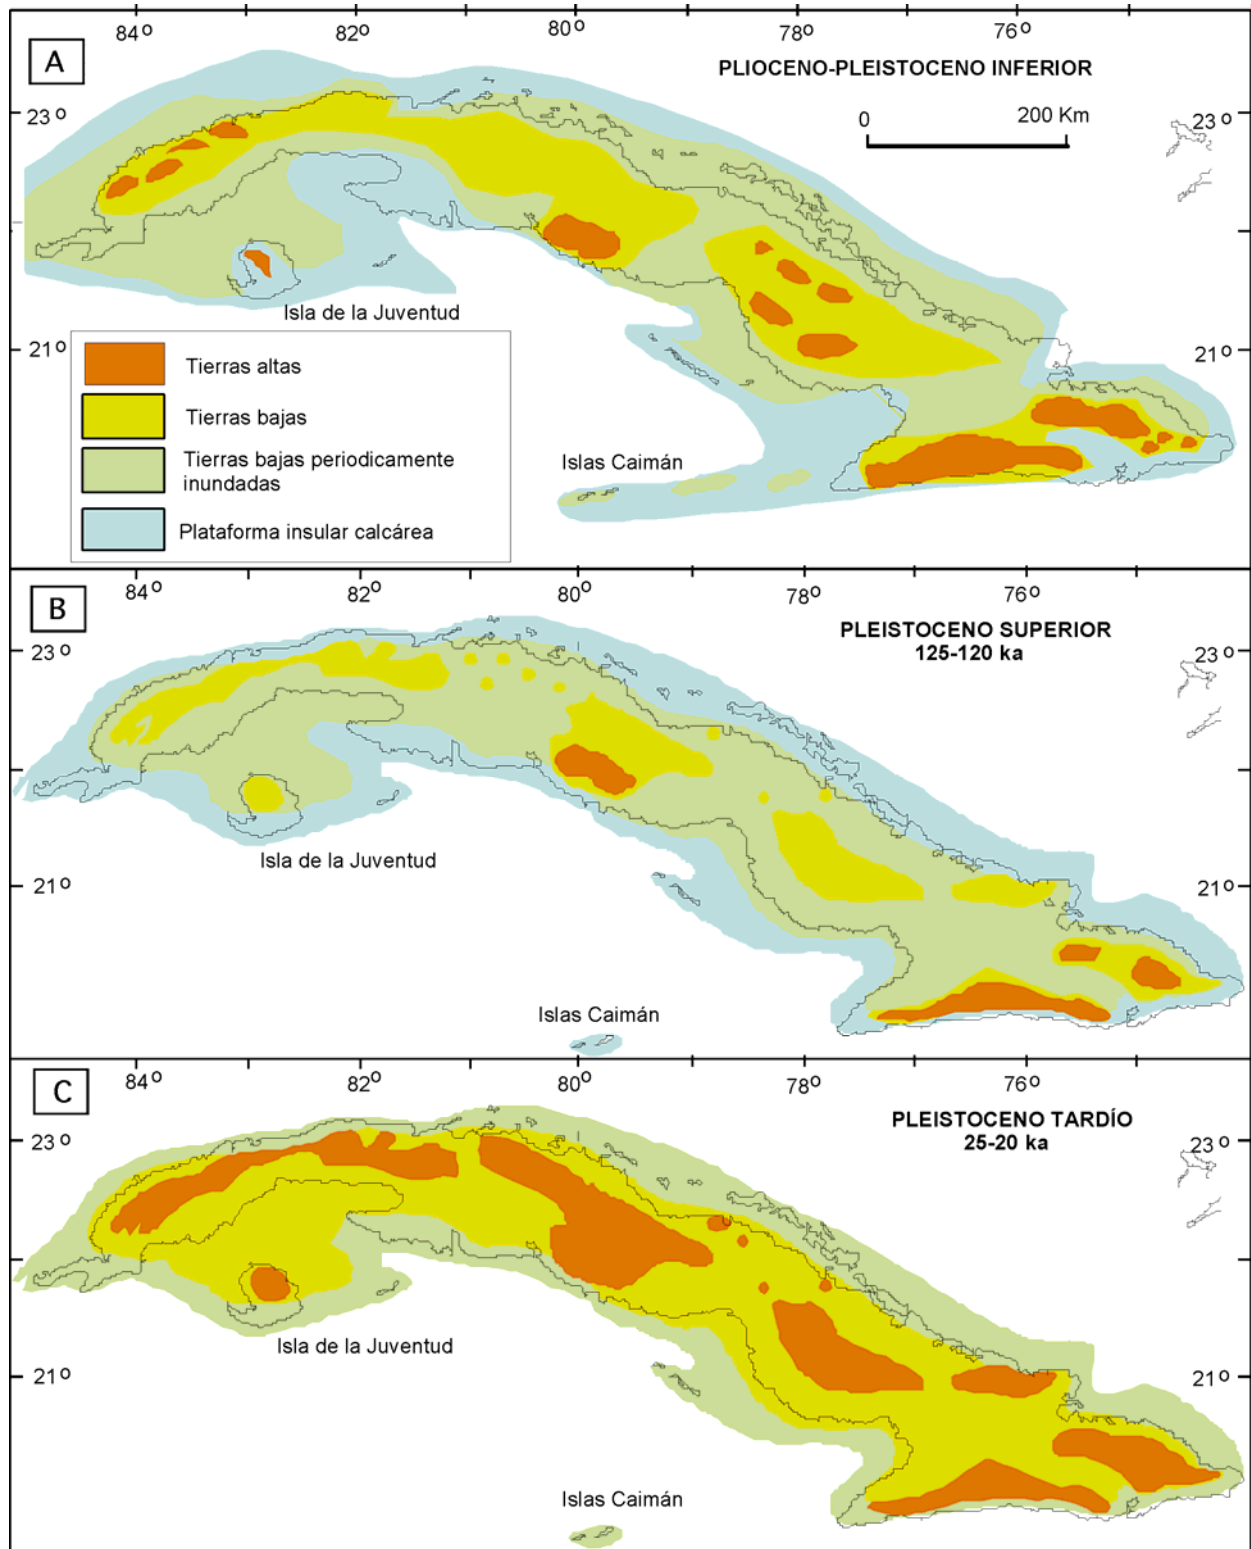 84º 82º 80º 78º 76º
A
PLIOCENO-PLEISTOCENO INFERIOR
0 200 Km
23º 23º
Isla de la Juventud
21º 21º
Tierras altas
Tierras bajas
Tierras bajas periodicamente
inundadas
Plataforma insular calcárea
Islas Caimán
84º 82º 80º 78º 76º
B
PLEISTOCENO SUPERIOR
125-120 ka
23º 23º
Isla de la Juventud
21º 21º
Islas Caimán
84º 82º 80º 78º 76º
C
PLEISTOCENO TARDÍO
25-20 ka
23º 23º
Isla de la Juventud
21º 21º
Islas Caimán